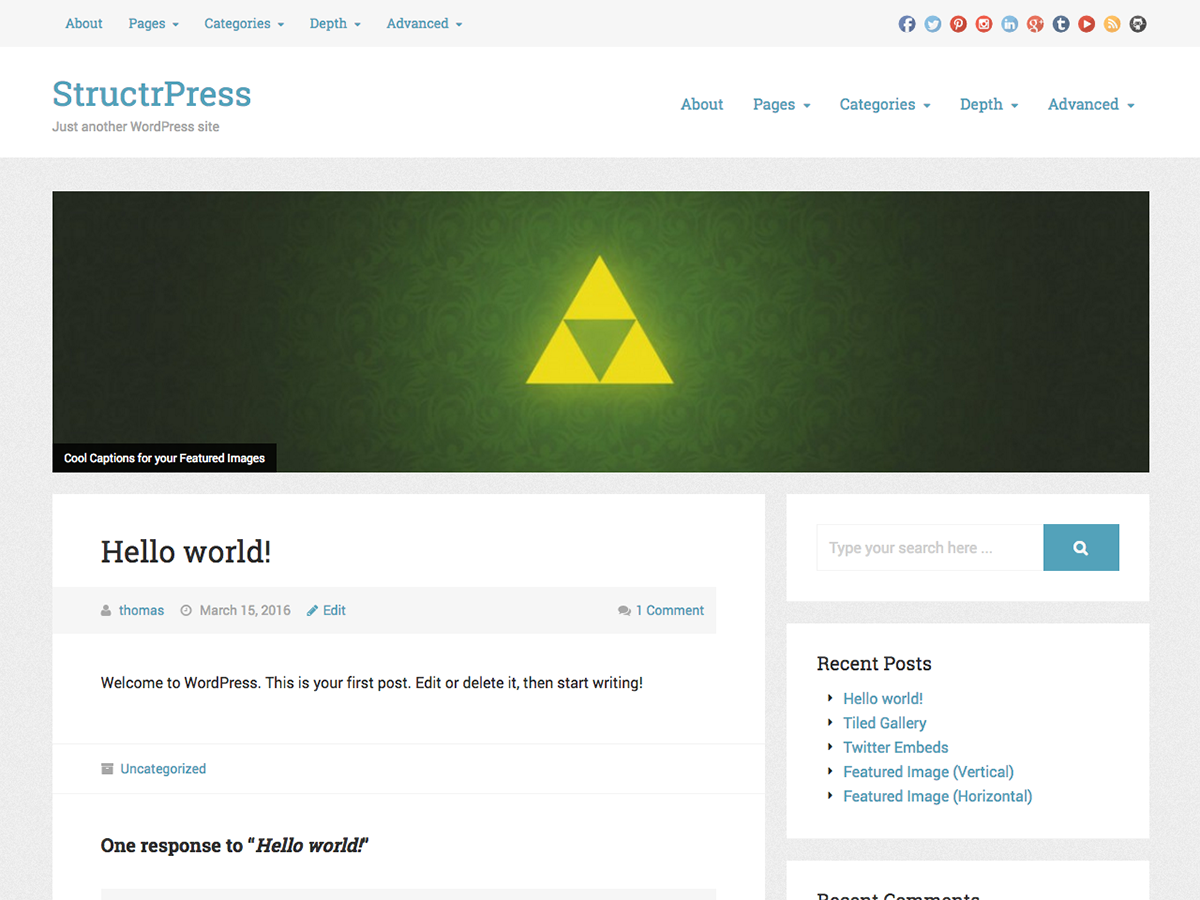 About Pages Categories Depth Advanced
StructrPress
Just another WordPress site
About Pages Categories Depth Advanced
Cool Captions for your Featured Images
Hello world!
thomas March 15, 2016 Edit 1 Comment
Welcome to WordPress. This is your first post. Edit or delete it, then start writing!
Uncategorized
One response to “Hello world!”
Type your search here ...
Recent Posts
Hello world!
Tiled Gallery
Twitter Embeds
Featured Image (Vertical)
Featured Image (Horizontal)
Recent Comments